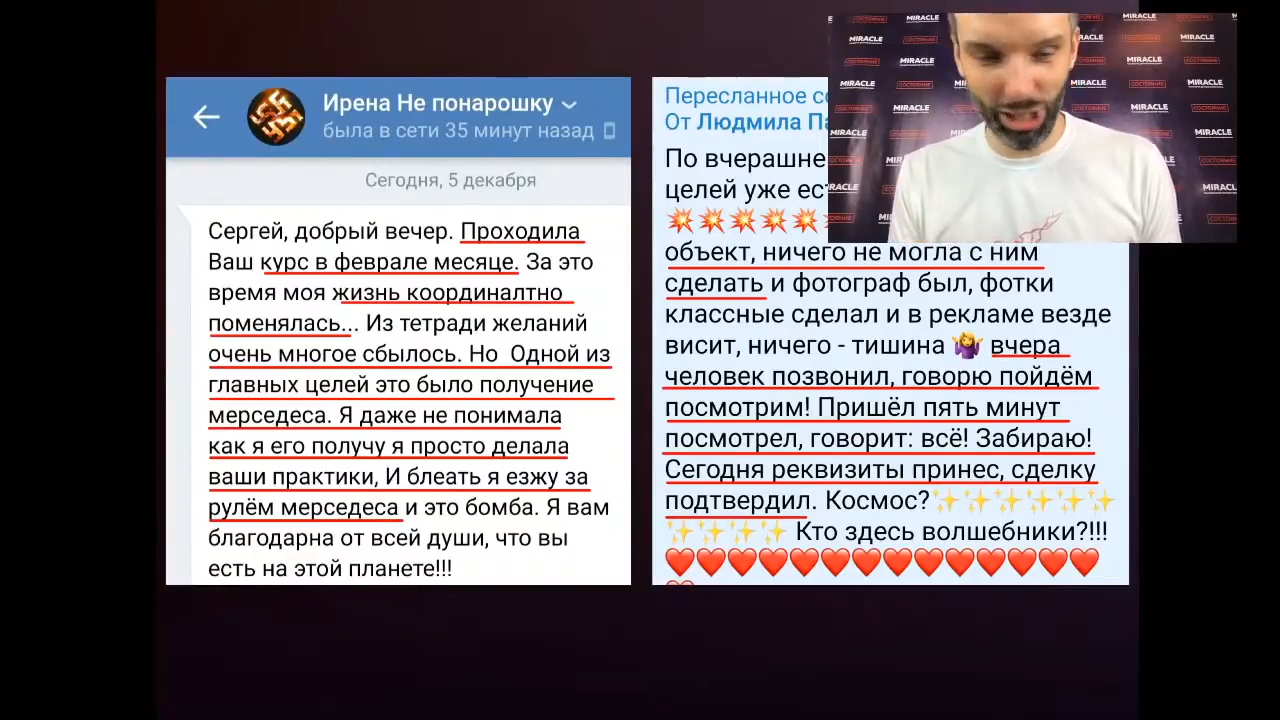 Ирена Не понарошку
была в сети 35 минут назад
Сегодня, 5 декабря
Сергей, добрый вечер. Проходила
Ваш курс в феврале месяце. За это
время моя жизнь координалтно
поменялась... Из тетради желаний
очень многое сбылось. Но Одной из
главных целей это было получение
мерседеса. Я даже не понимала
как я его получу я просто делала
ваши практики, И блеать я езжу за
рулём мерседеса и это бомба. Я вам
благодарна от всей души, что вы
есть на этой планете!!!
Пересланное со
От Людмила Па
По вчерашне
целей уже ест
💥💥💥💥💥
объект, ничего не могла с ним
сделать и фотограф был, фотки
классные сделал и в рекламе везде
висит, ничего - тишина 🤷‍♀️ вчера
человек позвонил, говорю пойдём
посмотрим! Пришёл пять минут
посмотрел, говорит: всё! Забираю!
Сегодня реквизиты принес, сделку
подтвердил. Космос?✨✨✨✨✨✨
✨✨✨✨ Кто здесь волшебники?!!!
❤️❤️❤️❤️❤️❤️❤️❤️❤️❤️❤️❤️❤️❤️
MIRACLE
СОСТОЯНИЕ